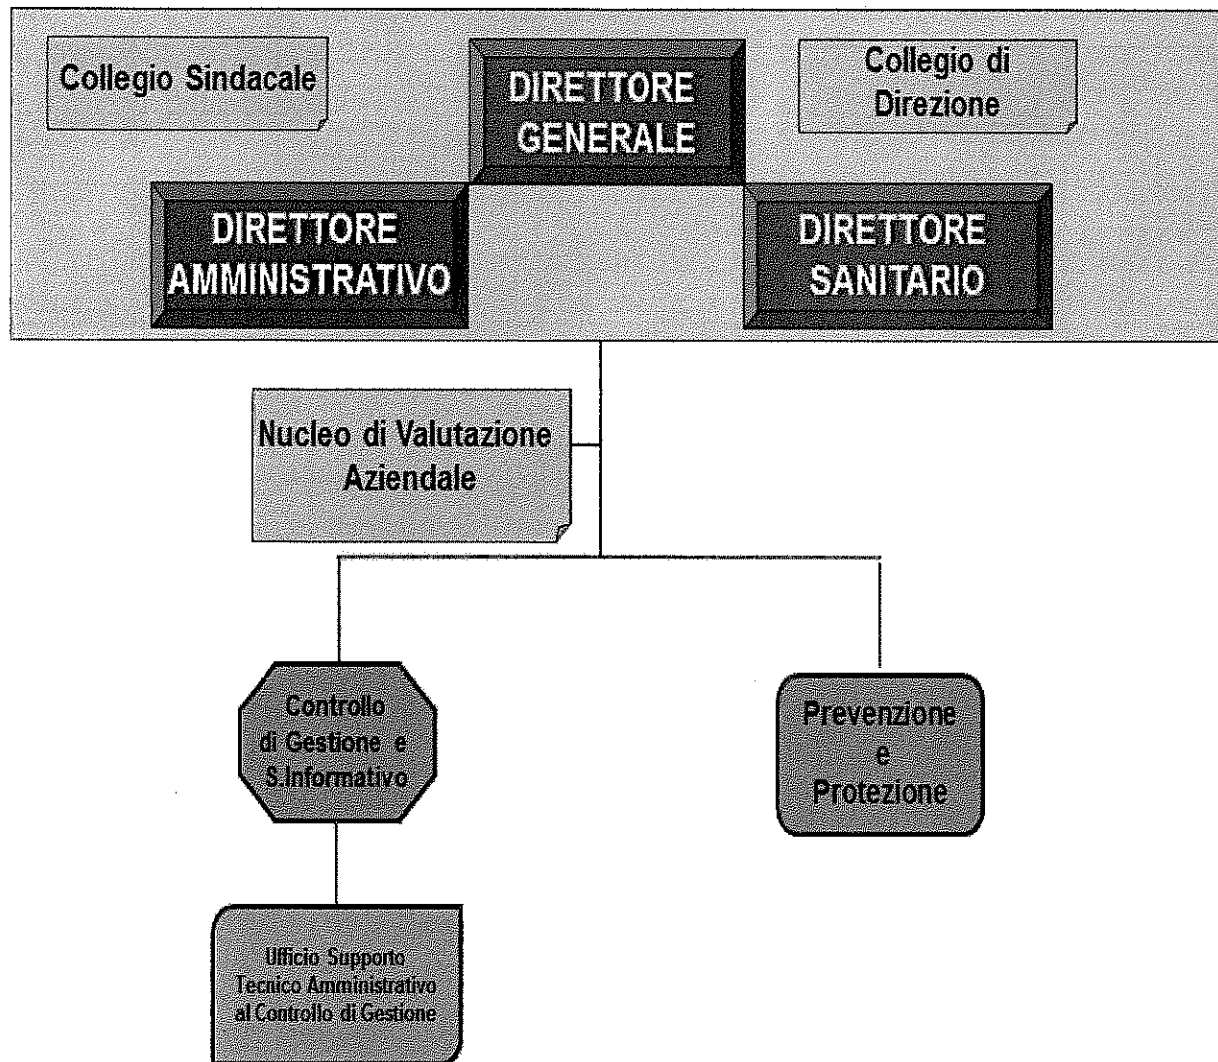 Collegio Sindacale
DIRETTORE
GENERALE
Collegio di
Direzione
DIRETTORE
AMMINISTRATIVO
DIRETTORE
SANITARIO
Nucleo di Valutazione
Aziendale
Controllo
di Gestione e
S.Informativo
Prevenzione
e
Protezione
Ufficio Supporto
Tecnico Amministrativo
al Controllo di Gestione